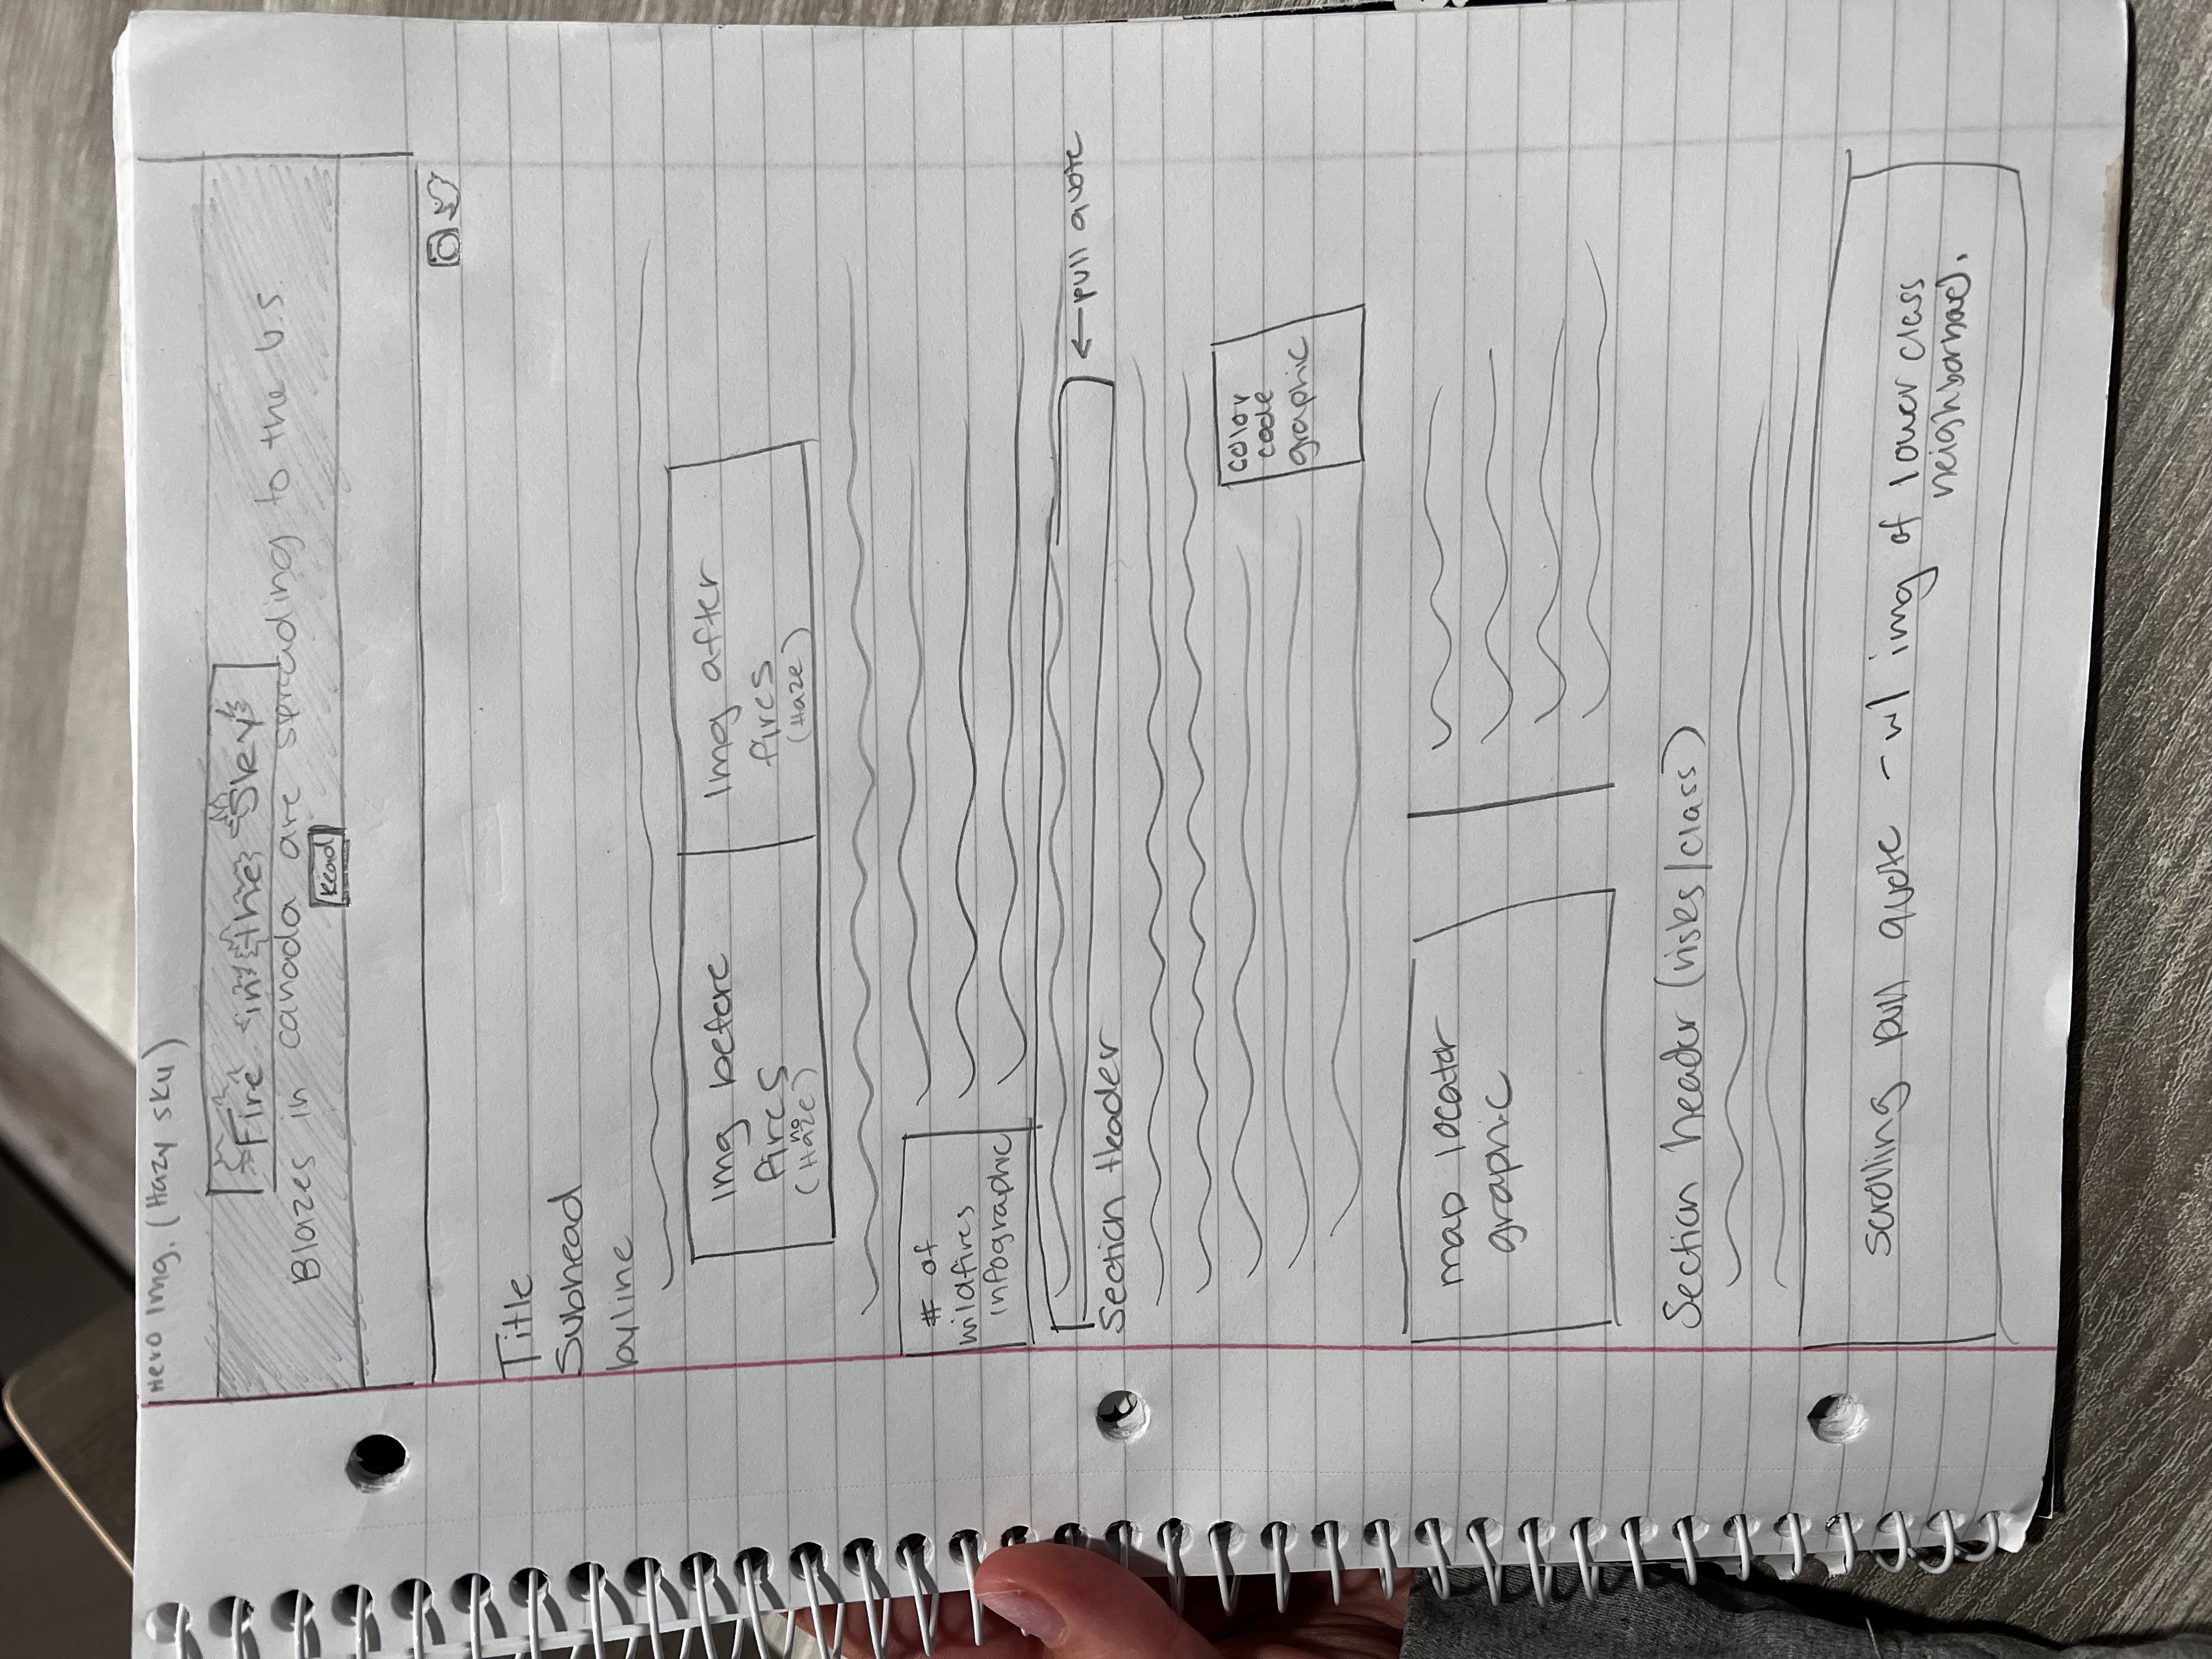 Hero Img. (Hazy sky)
Fire in the Sky
Blazes in canada are spreading to the U.S.
Read
Title
Subhead
byline
Img before
fires
(no Haze)
Img after
fires
(Haze)
# of
wildfires
infographic
← pull quote
Section Header
color
code
graphic
map locator
graphic
Section header (risks/class)
scrolling pull quote - w/ img of lower class
neighborhood.